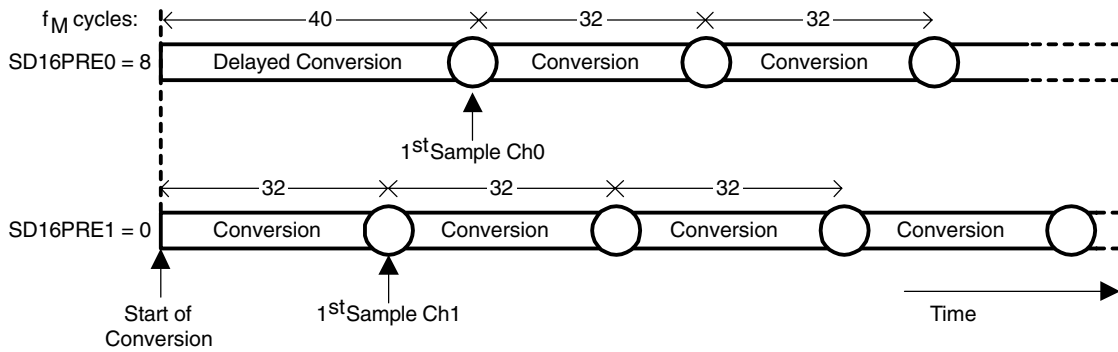 f_M cycles:
40
32
32
SD16PRE0 = 8
Delayed Conversion
Conversion
Conversion
1st Sample Ch0
32
32
32
SD16PRE1 = 0
Conversion
Conversion
Conversion
Conversion
Start of
Conversion
1st Sample Ch1
Time